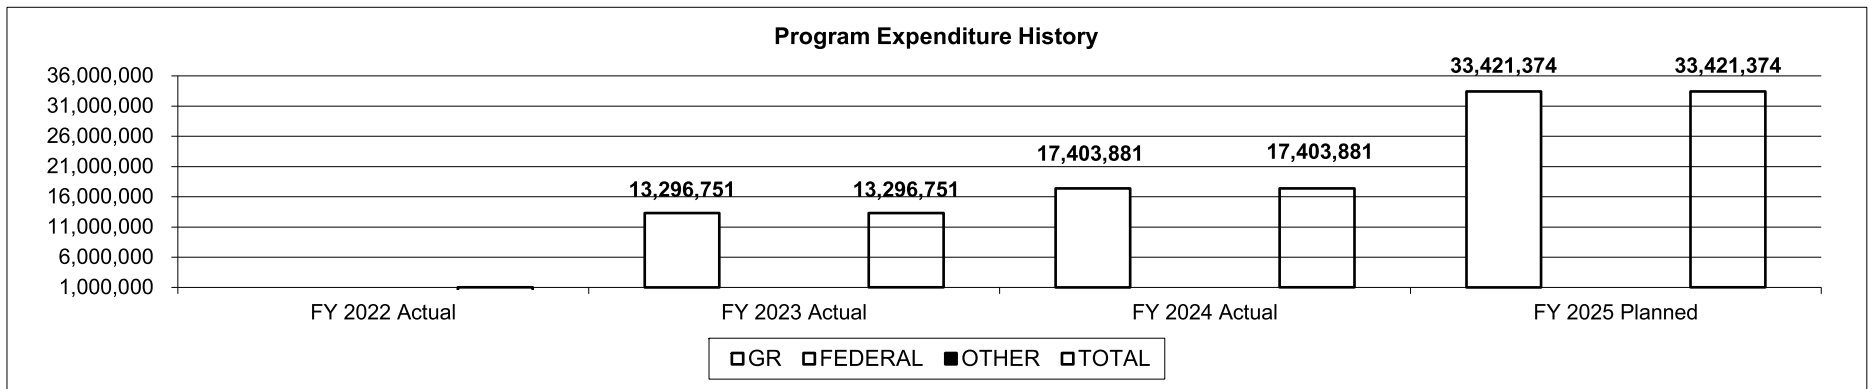 Program Expenditure History
36,000,000
31,000,000
26,000,000
21,000,000
16,000,000
11,000,000
6,000,000
1,000,000
13,296,751
13,296,751
17,403,881
17,403,881
33,421,374
33,421,374
FY 2022 Actual
FY 2023 Actual
FY 2024 Actual
FY 2025 Planned
GR FEDERAL OTHER TOTAL